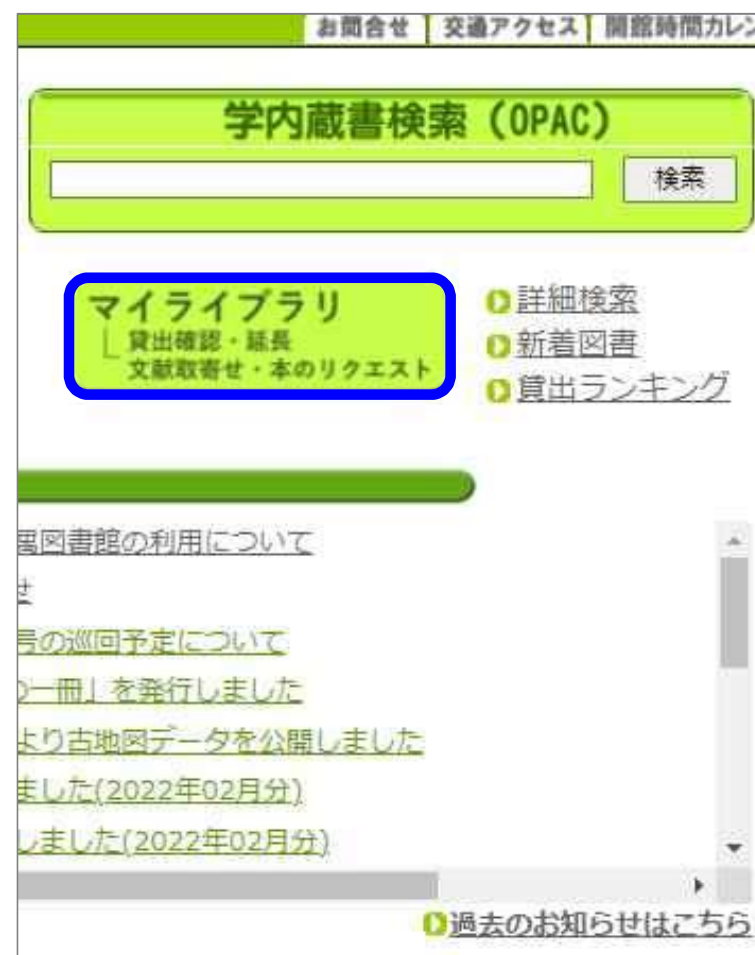 お問合せ 交通アクセス 開館時間カレン
学内蔵書検索（OPAC）
検索
マイライブラリ
貸出確認・延長
文献取寄せ・本のリクエスト
詳細検索
新着図書
貸出ランキング
属図書館の利用について
せ
号の巡回予定について
の一冊」を発行しました
より古地図データを公開しました
ました(2022年02月分)
しました(2022年02月分)
過去のお知らせはこちら